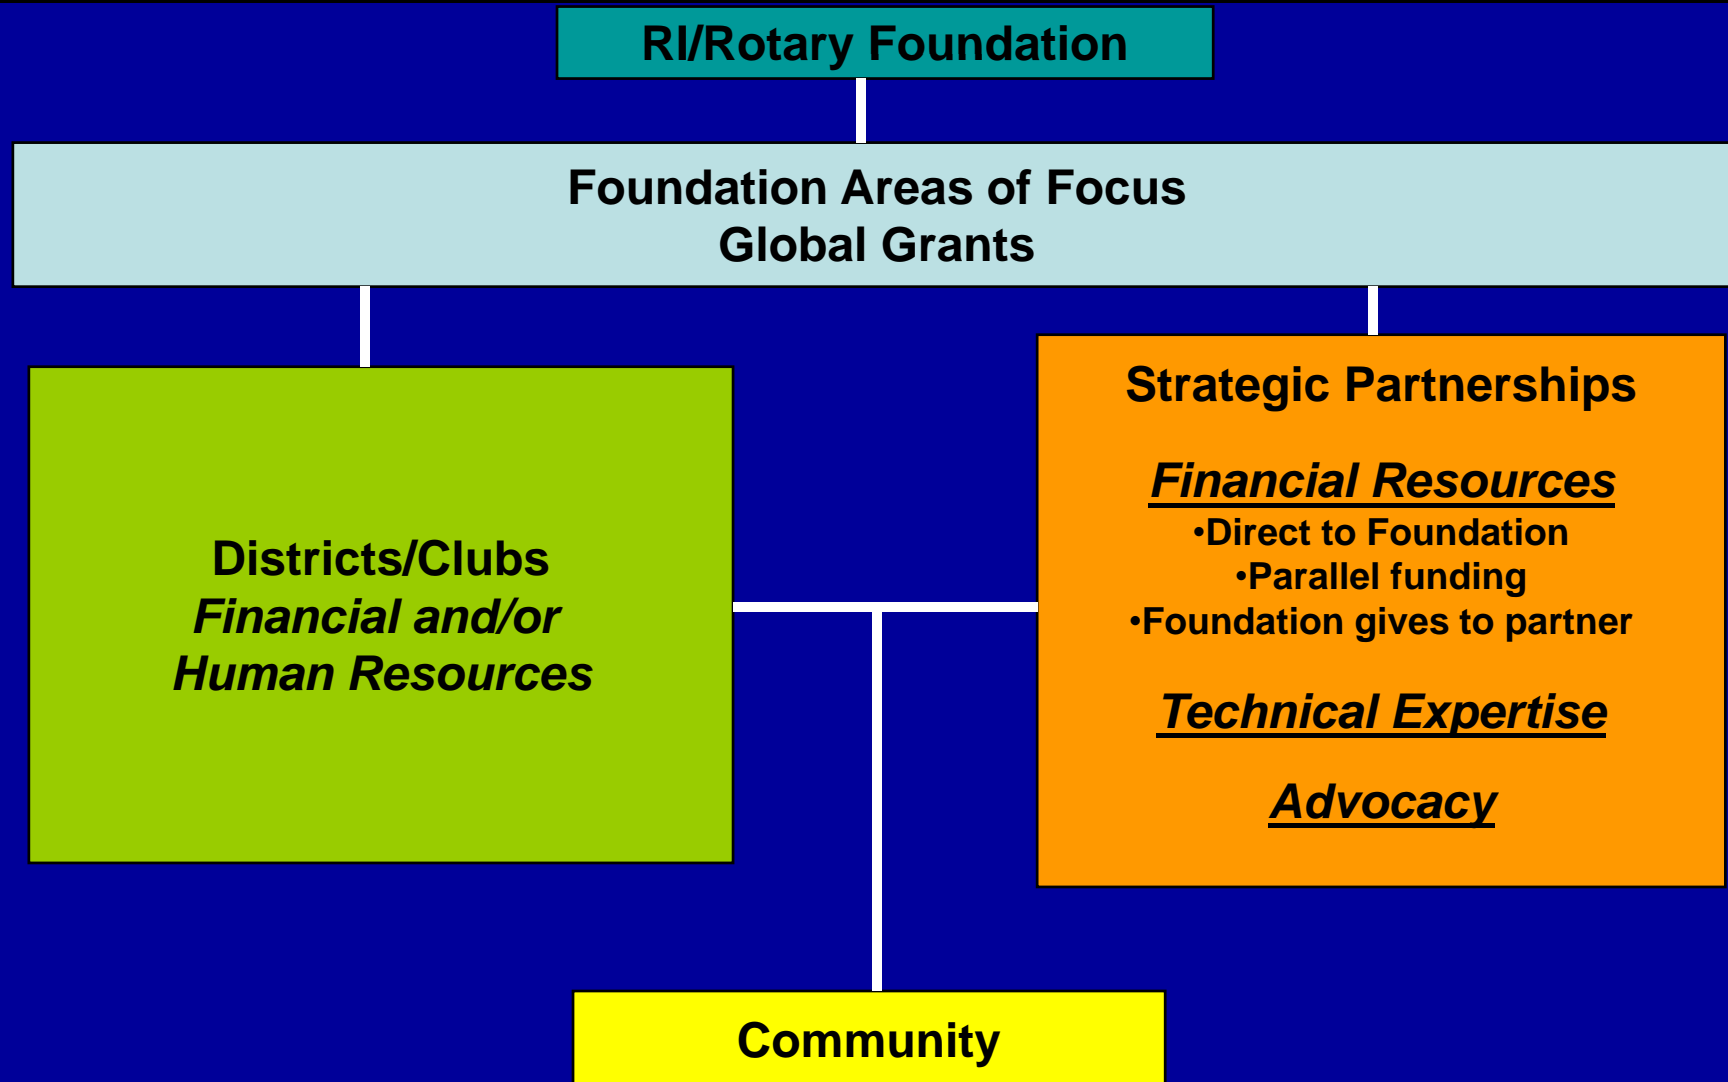 RI/Rotary Foundation
Foundation Areas of Focus
Global Grants
Districts/Clubs
Financial and/or
Human Resources
Strategic Partnerships
Financial Resources
•Direct to Foundation
•Parallel funding
•Foundation gives to partner
Technical Expertise
Advocacy
Community